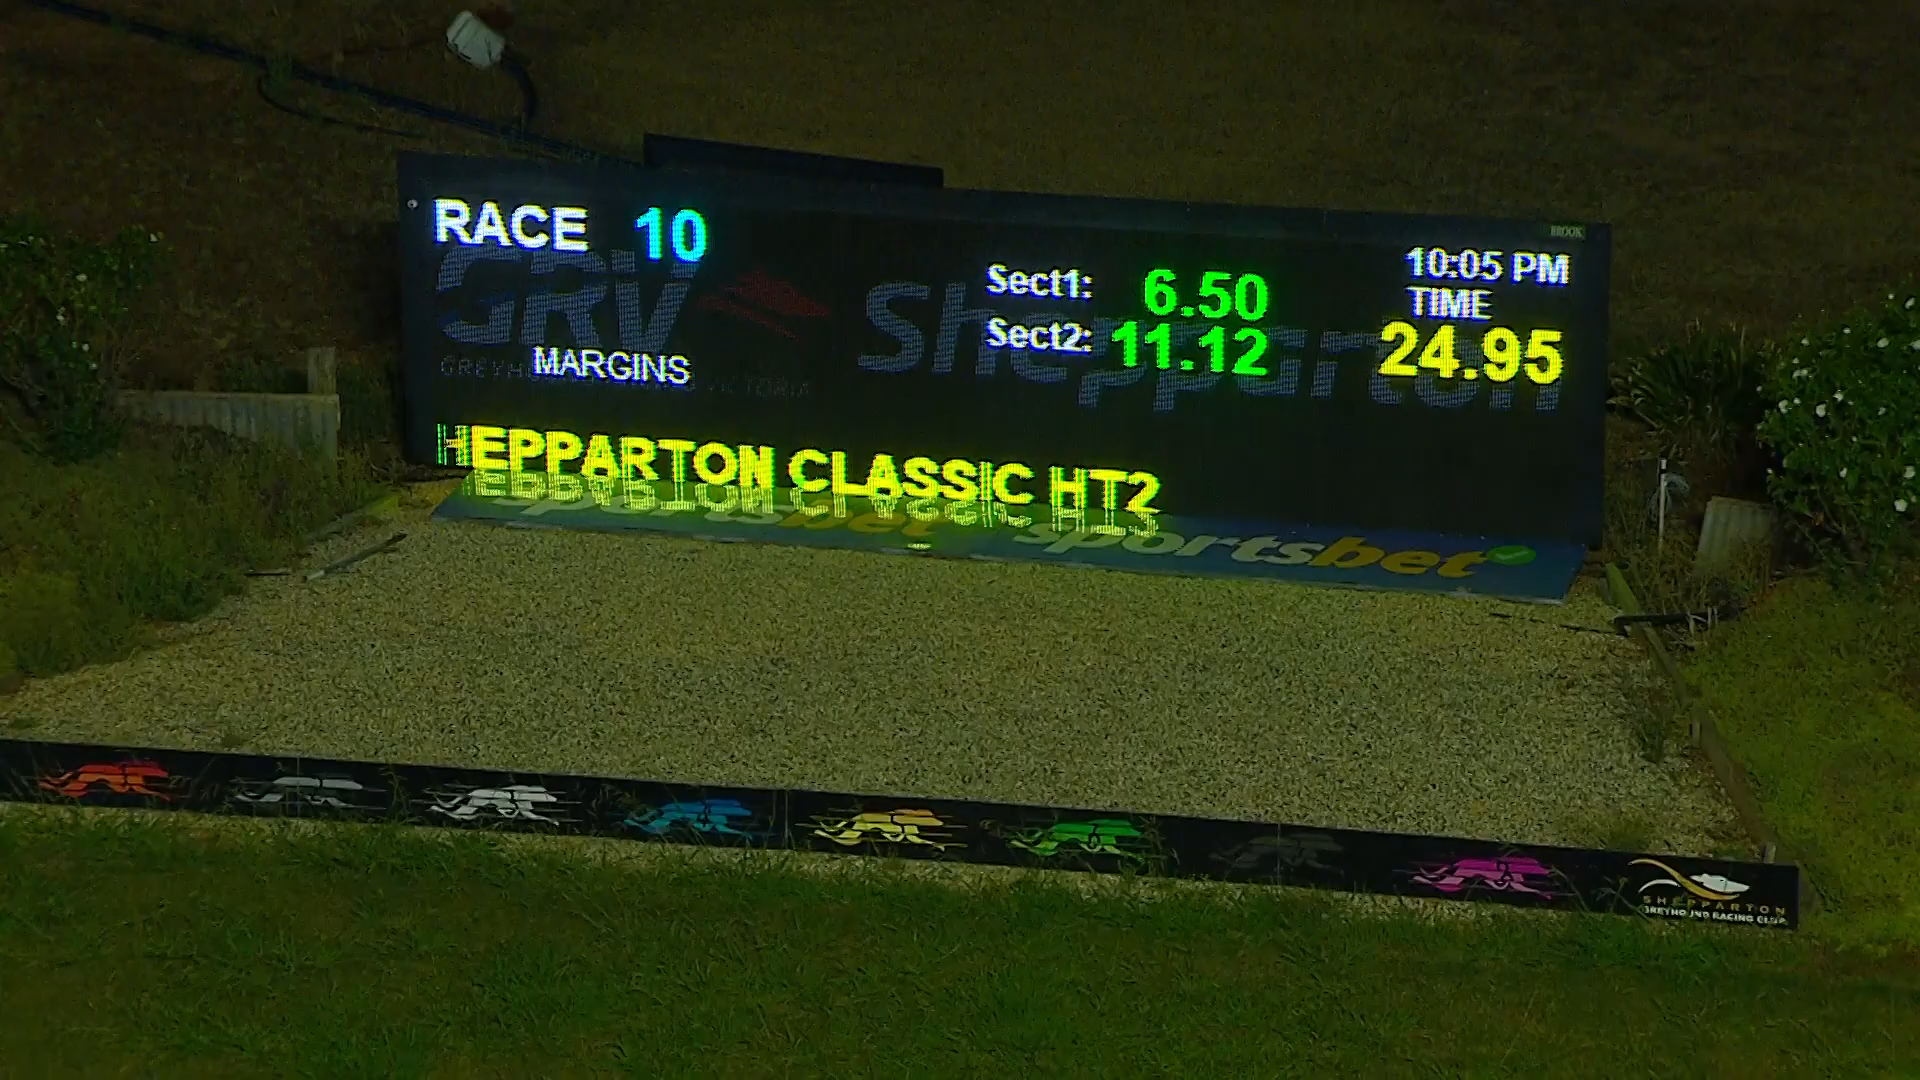 BROOK
RACE 10
10:05 PM
Sect1: 6.50
TIME
Sect2: 11.12
24.95
GRV
Shepparton
MARGINS
HEPPARTON CLASSIC HT2
sportsbet sportsbet
SHEPPARTON
GREYHOUND RACING CLUB